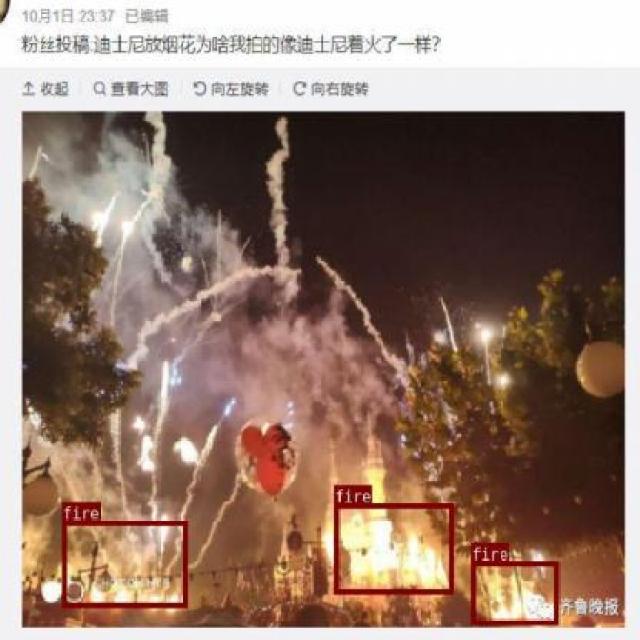 10月1日 23:37 已编辑
粉丝投稿.迪士尼放烟花为啥我拍的像迪士尼着火了一样?
收起 查看大图 向左旋转 向右旋转
fire
fire
fire
齐鲁晚报